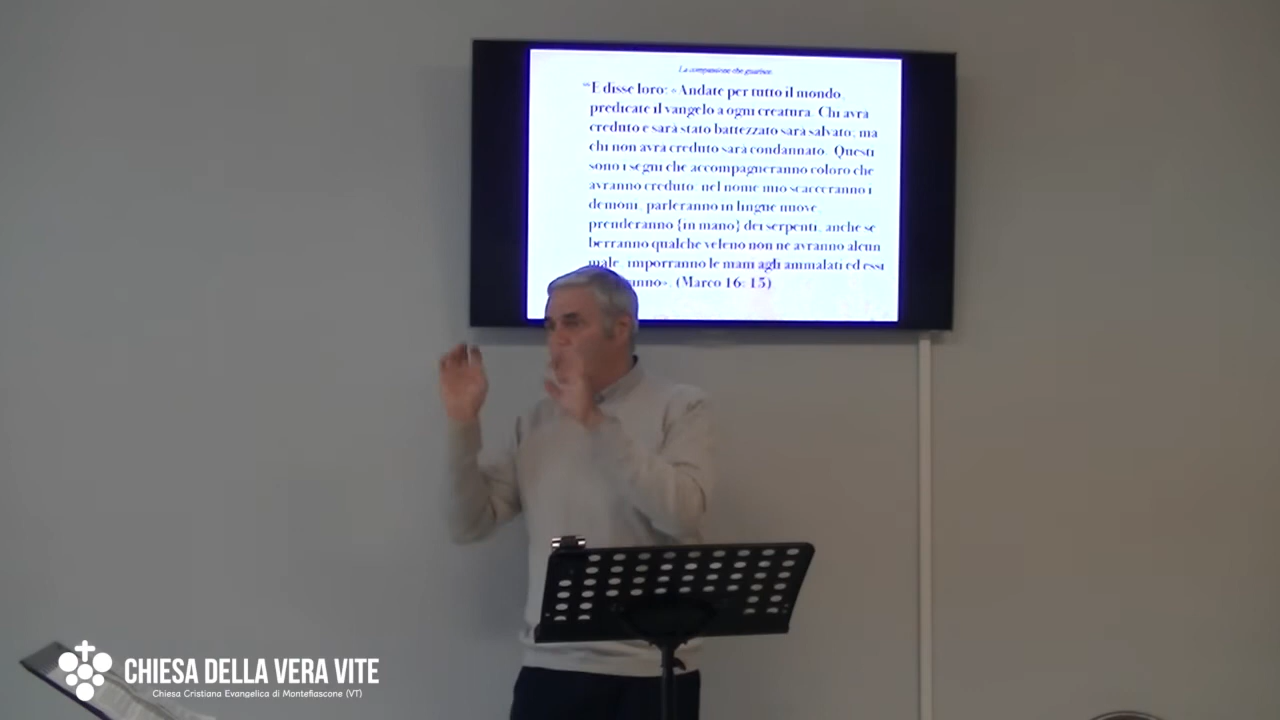 La compassione che guarisce.
"E disse loro: «Andate per tutto il mondo,
predicate il vangelo a ogni creatura. Chi avrà
creduto e sarà stato battezzato sarà salvato; ma
chi non avrà creduto sarà condannato. Questi
sono i segni che accompagneranno coloro che
avranno creduto: nel nome mio scacceranno i
demòni, parleranno in lingue nuove,
prenderanno {in mano} dei serpenti, anche se
berranno qualche veleno non ne avranno alcun
male, imporranno le mani agli ammalati ed essi
(Marco 16: 15)
CHIESA DELLA VERA VITE
Chiesa Cristiana Evangelica di Montefiascone (VT)